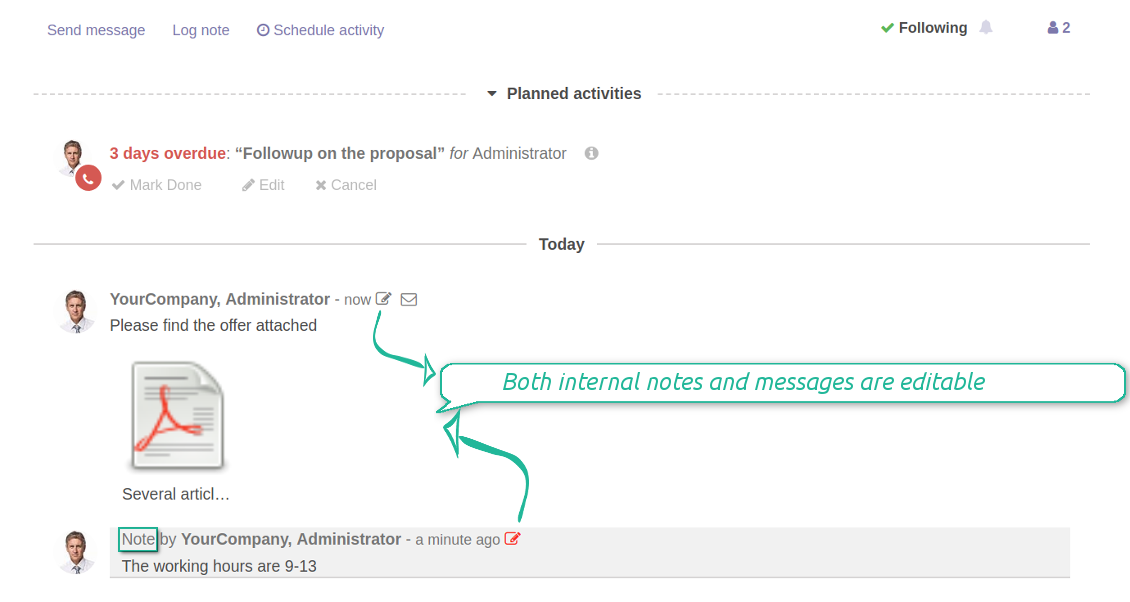 Send message Log note Schedule activity Following 2
Planned activities
3 days overdue: “Followup on the proposal” for Administrator
Mark Done Edit Cancel
Today
YourCompany, Administrator - now
Please find the offer attached
Both internal notes and messages are editable
Several articl…
Note by YourCompany, Administrator - a minute ago
The working hours are 9-13